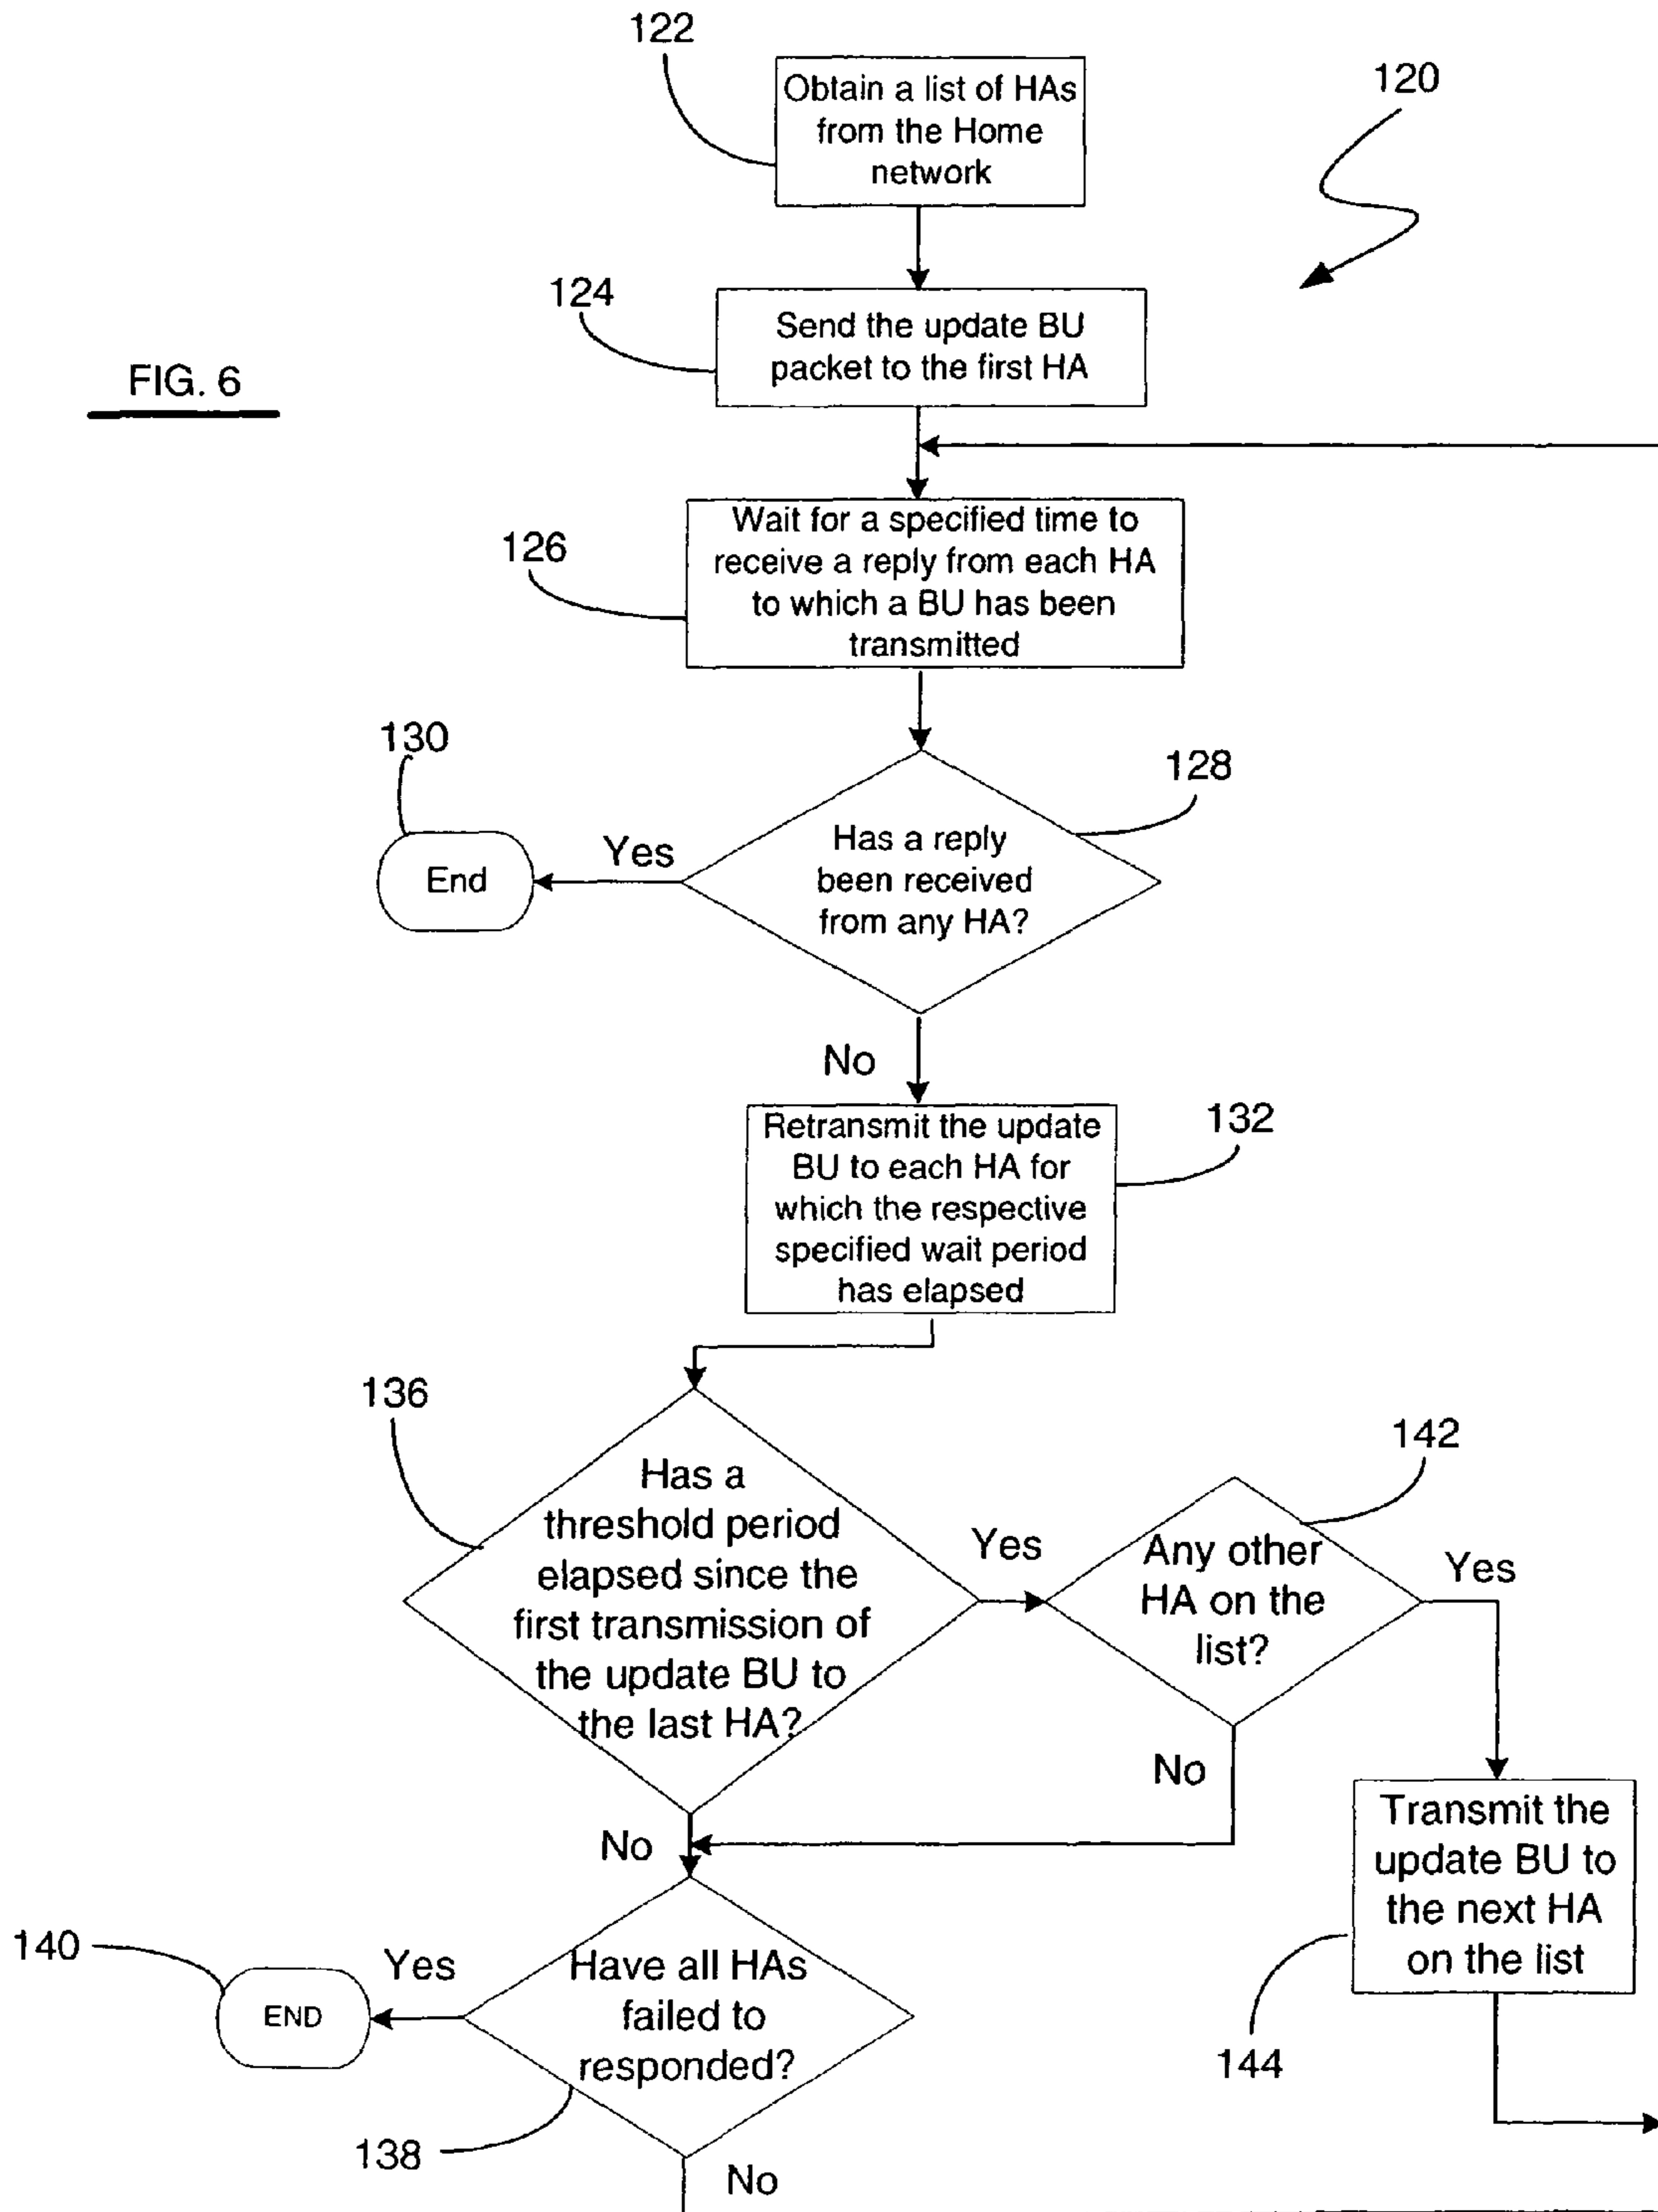 122
Obtain a list of HAs
from the Home
network
120
124
Send the update BU
packet to the first HA
FIG. 6
126
Wait for a specified time to
receive a reply from each HA
to which a BU has been
transmitted
130
128
End
Yes
Has a reply
been received
from any HA?
No
Retransmit the update
BU to each HA for
which the respective
specified wait period
has elapsed
132
136
Has a
threshold period
elapsed since the
first transmission of
the update BU to
the last HA?
Yes
142
Any other
HA on the
list?
Yes
No
No
Transmit the
update BU to
the next HA
on the list
144
140
END
Yes
Have all HAs
failed to
responded?
138
No